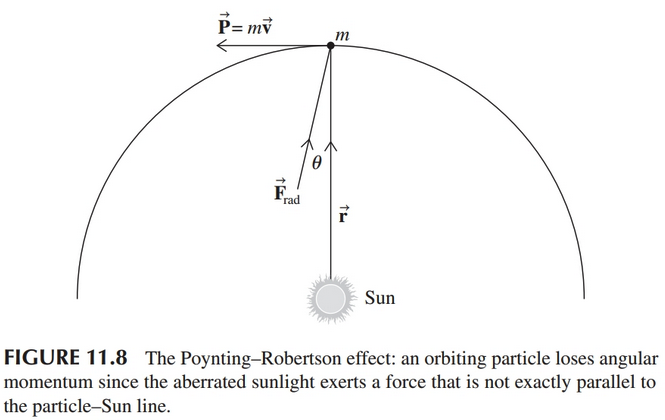 P⃗ = mv⃗
m
θ
F⃗rad
r⃗
Sun
FIGURE 11.8 The Poynting–Robertson effect: an orbiting particle loses angular
momentum since the aberrated sunlight exerts a force that is not exactly parallel to
the particle–Sun line.